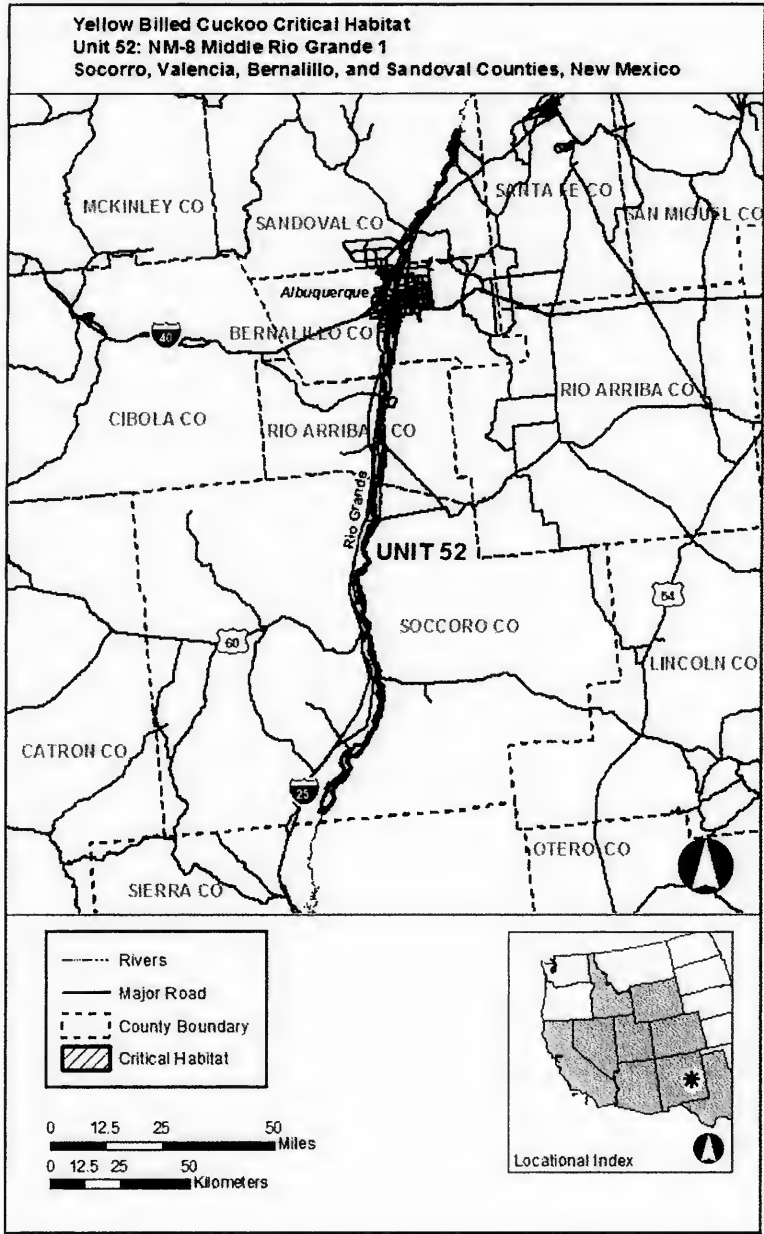 Yellow Billed Cuckoo Critical Habitat
Unit 52: NM-8 Middle Rio Grande 1
Socorro, Valencia, Bernalillo, and Sandoval Counties, New Mexico
MCKINLEY CO
SANDOVAL CO
SANTA FE CO
SAN MIGUEL CO
Albuquerque
BERNALILLO CO
40
CIBOLA CO
RIO ARRIBA CO
RIO ARRIBA CO
Rio Grande
UNIT 52
54
60
SOCCORO CO
LINCOLN CO
CATRON CO
25
OTERO CO
SIERRA CO
Rivers
Major Road
County Boundary
Critical Habitat
0 12.5 25 50
Miles
0 12.5 25 50
Kilometers
Locational Index